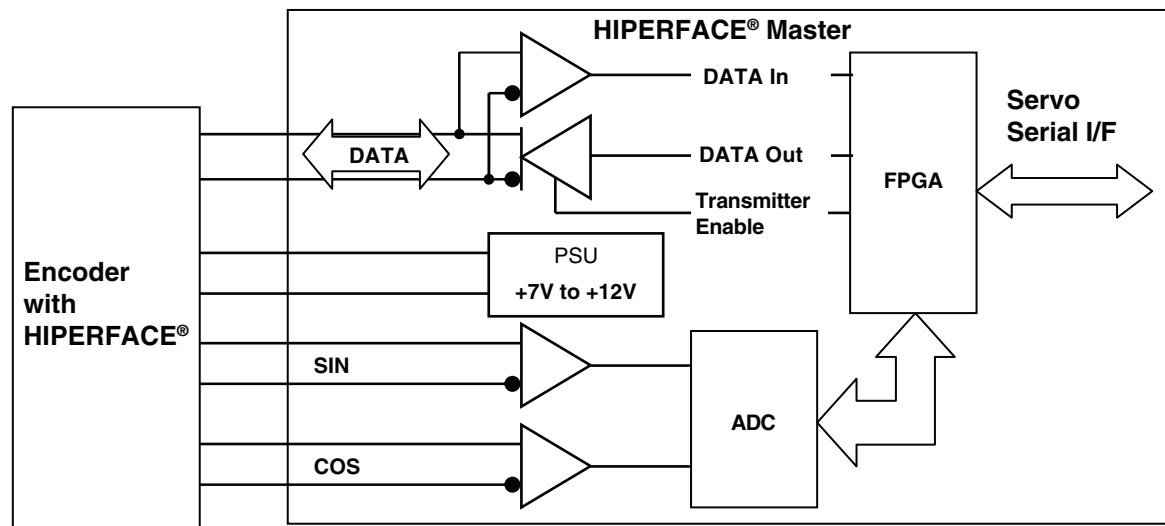 HIPERFACE® Master
DATA In
Servo
Serial I/F
DATA
DATA Out
FPGA
Transmitter
Enable
PSU
+7V to +12V
Encoder
with
HIPERFACE®
SIN
ADC
COS